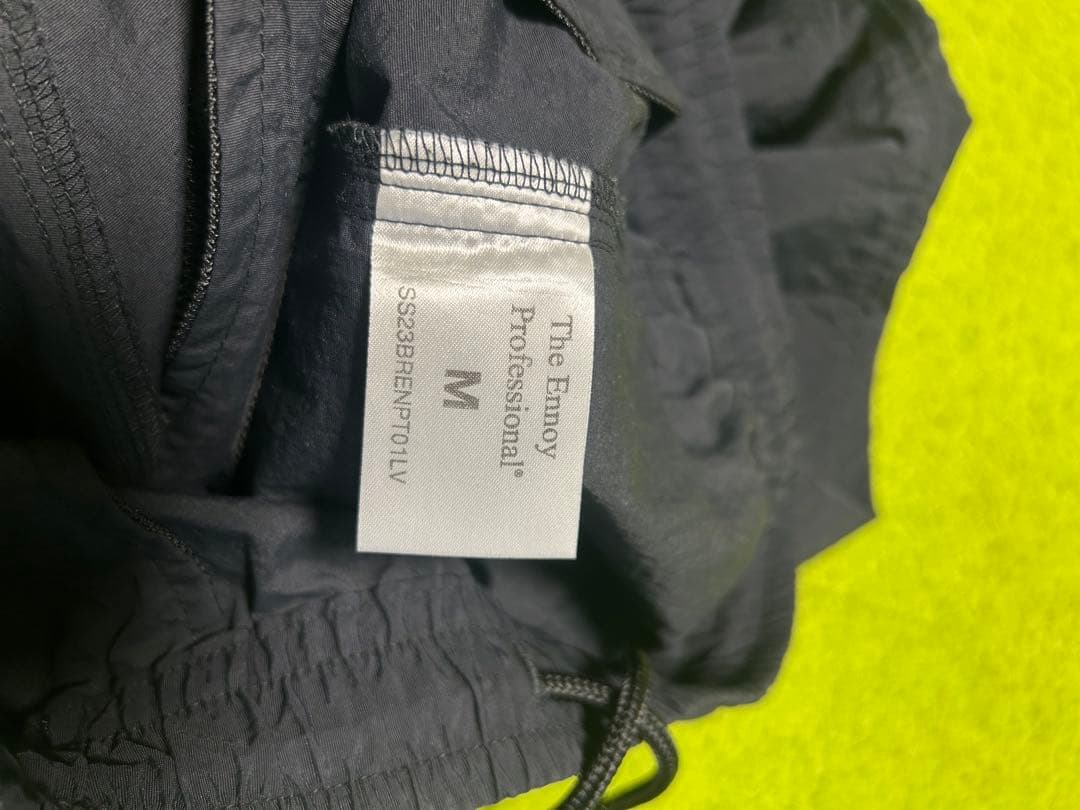 The Ennoy
Professional®
M
SS23BRENPT01LV